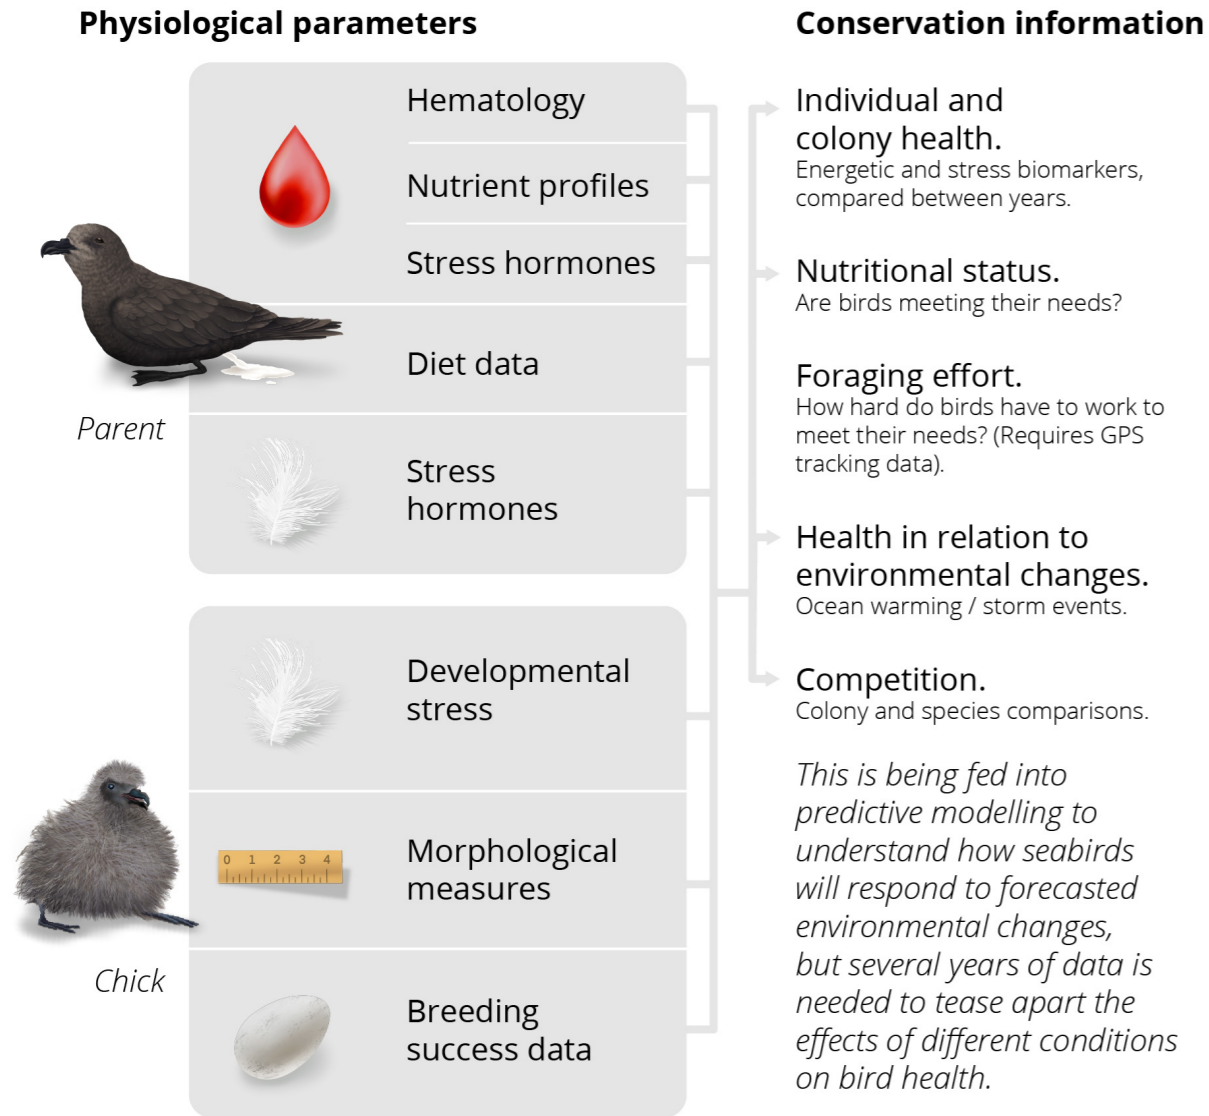 Physiological parameters
Hematology
Nutrient profiles
Stress hormones
Diet data
Parent
Stress
hormones
Developmental
stress
0 1 2 3 4
Morphological
measures
Chick
Breeding
success data
Conservation information
Individual and
colony health.
Energetic and stress biomarkers,
compared between years.
Nutritional status.
Are birds meeting their needs?
Foraging effort.
How hard do birds have to work to
meet their needs? (Requires GPS
tracking data).
Health in relation to
environmental changes.
Ocean warming / storm events.
Competition.
Colony and species comparisons.
This is being fed into
predictive modelling to
understand how seabirds
will respond to forecasted
environmental changes,
but several years of data is
needed to tease apart the
effects of different conditions
on bird health.